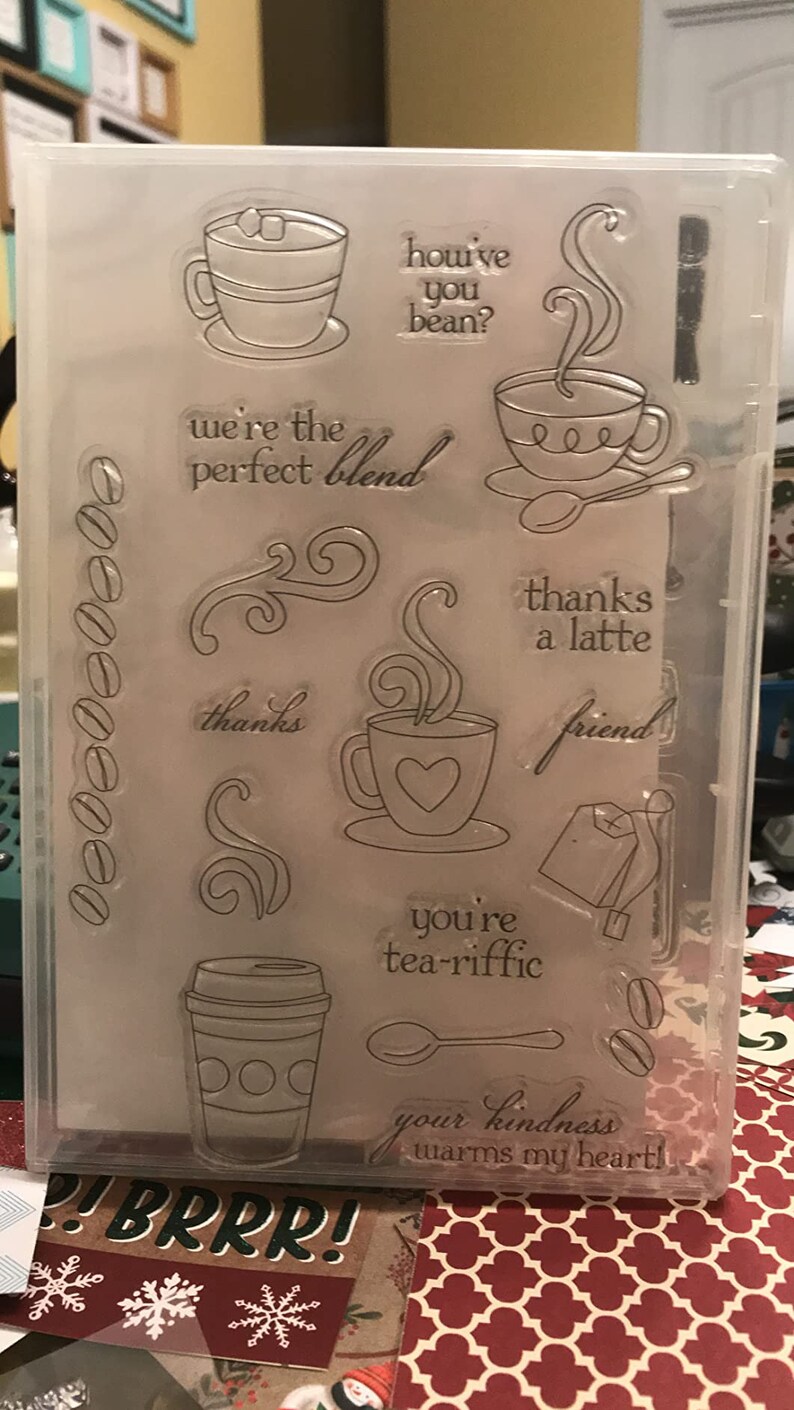 how've
you
bean?
we're the
perfect blend
thanks
a latte
thanks
friend
you're
tea-riffic
your kindness
warms my heart!
R! BRRR!